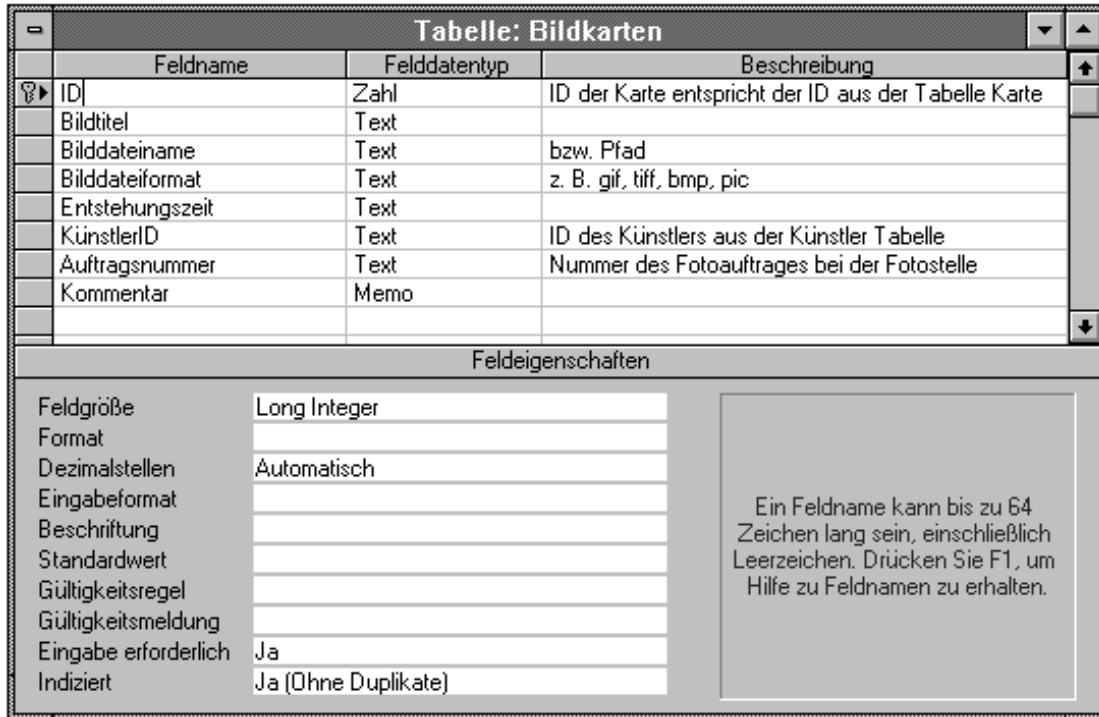 Tabelle: Bildkarten
Feldname Felddatentyp Beschreibung
ID Zahl ID der Karte entspricht der ID aus der Tabelle Karte
Bildtitel Text
Bilddateiname Text bzw. Pfad
Bilddateiformat Text z. B. gif, tiff, bmp, pic
Entstehungszeit Text
KünstlerID Text ID des Künstlers aus der Künstler Tabelle
Auftragsnummer Text Nummer des Fotoauftrages bei der Fotostelle
Kommentar Memo
Feldeigenschaften
Feldgröße Long Integer
Format
Dezimalstellen Automatisch
Eingabeformat
Beschriftung
Standardwert
Gültigkeitsregel
Gültigkeitsmeldung
Eingabe erforderlich Ja
Indiziert Ja (Ohne Duplikate)
Ein Feldname kann bis zu 64
Zeichen lang sein, einschließlich
Leerzeichen. Drücken Sie F1, um
Hilfe zu Feldnamen zu erhalten.